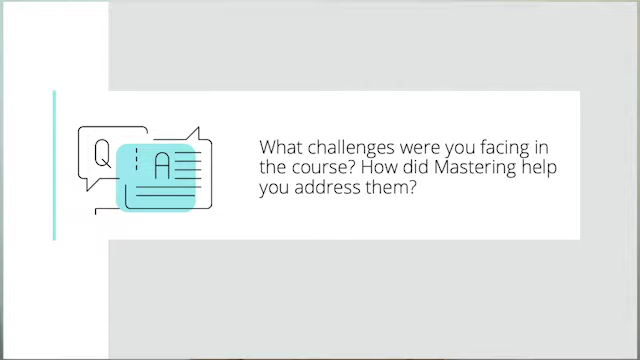 Q
A
What challenges were you facing in
the course? How did Mastering help
you address them?